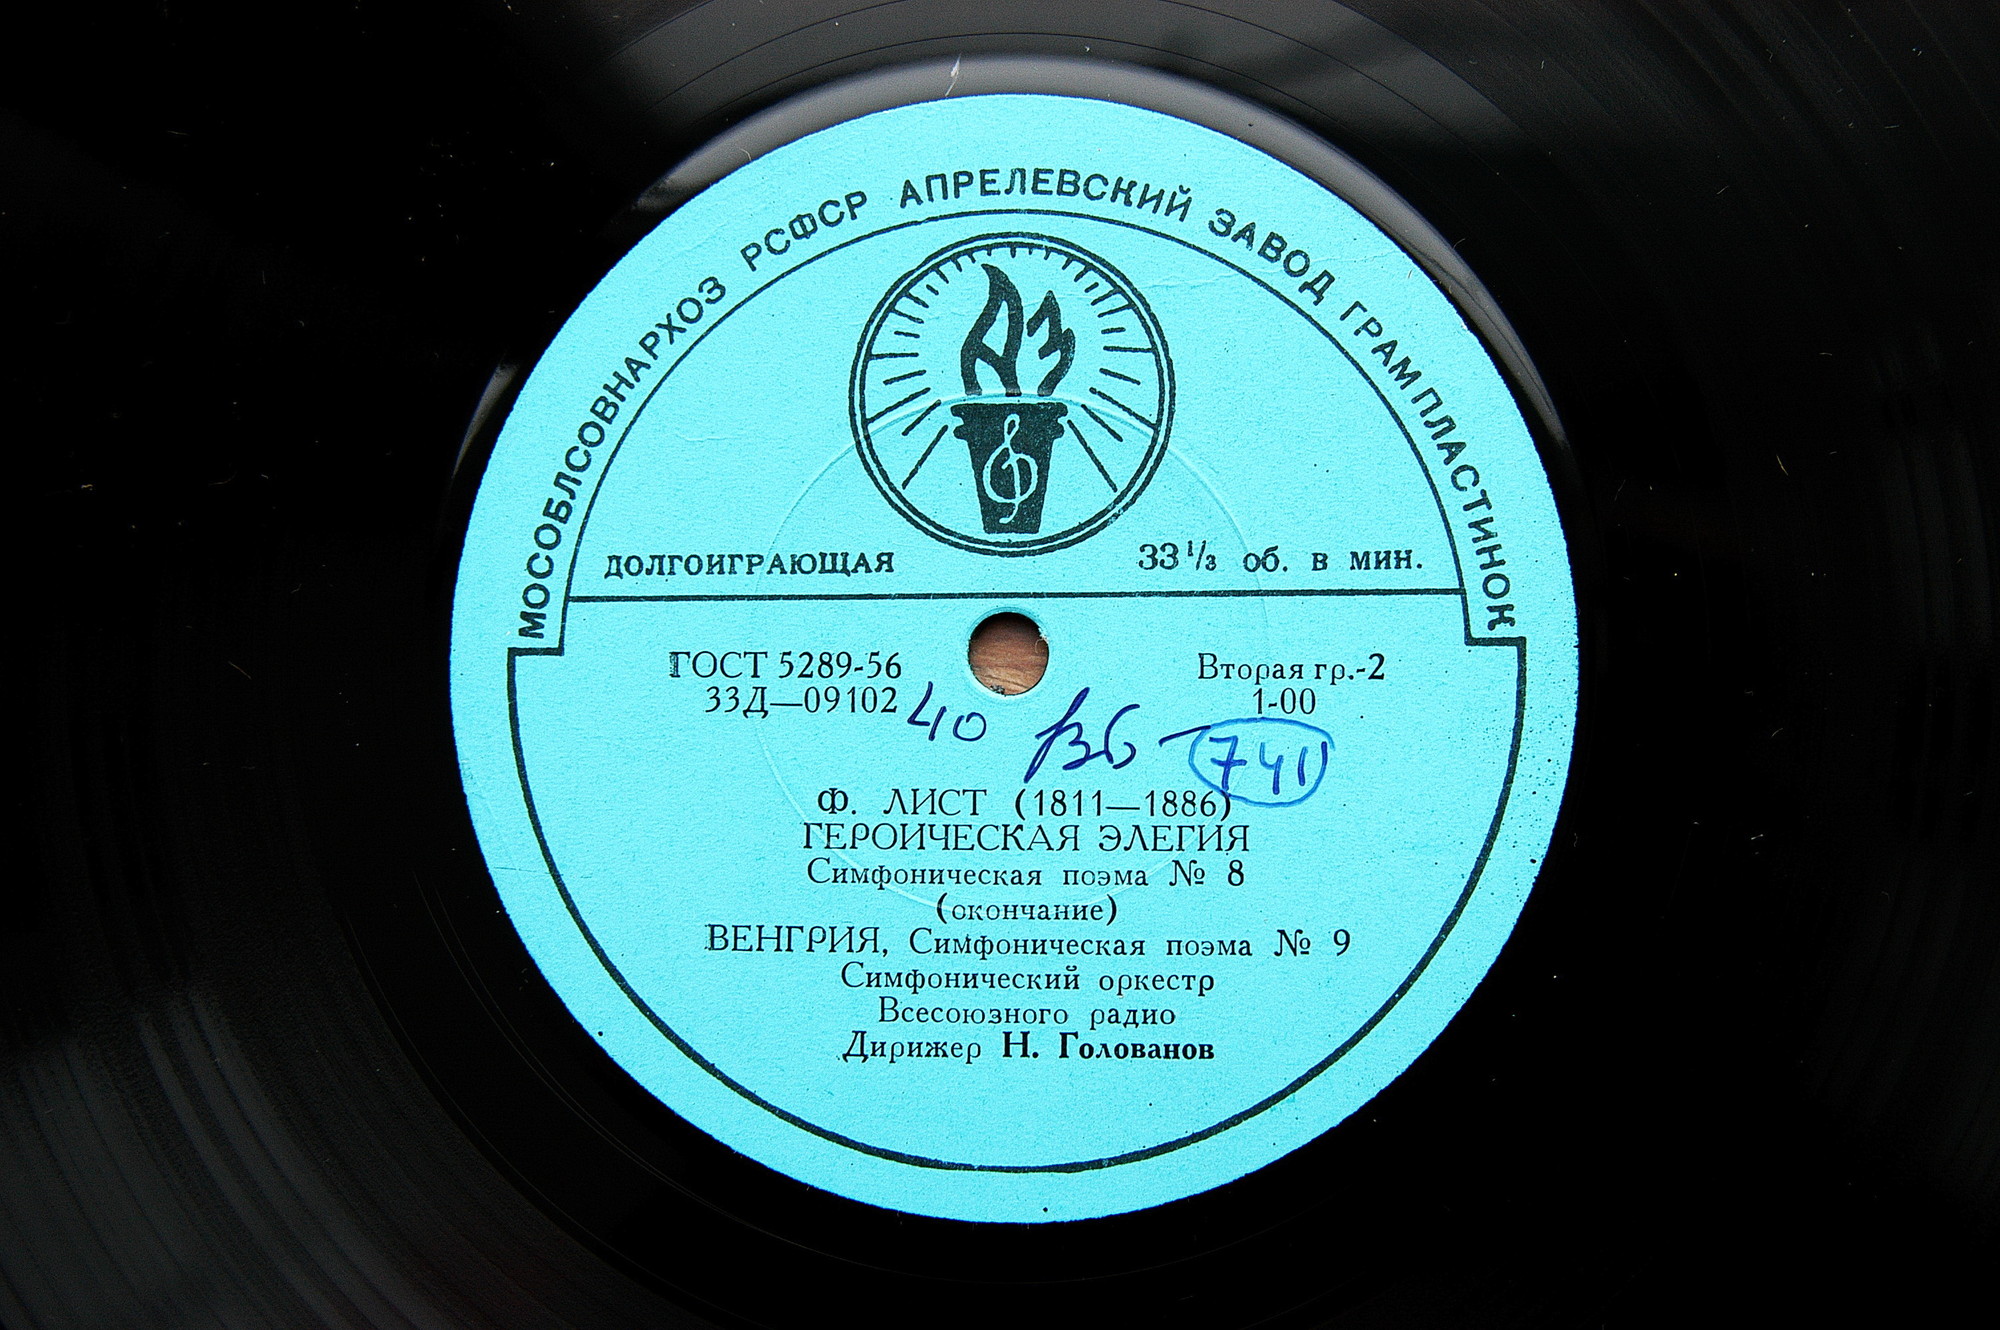 МОСОБЛСОВНАРХОЗ РСФСР АПРЕЛЕВСКИЙ ЗАВОД ГРАМПЛАСТИНОК
АЗ
ДОЛГОИГРАЮЩАЯ 33 1/3 об. в мин.
ГОСТ 5289-56 Вторая гр.-2
33Д—09102 1-00
40 741
Ф. ЛИСТ (1811—1886)
ГЕРОИЧЕСКАЯ ЭЛЕГИЯ
Симфоническая поэма № 8
(окончание)
ВЕНГРИЯ, Симфоническая поэма № 9
Симфонический оркестр
Всесоюзного радио
Дирижер Н. Голованов